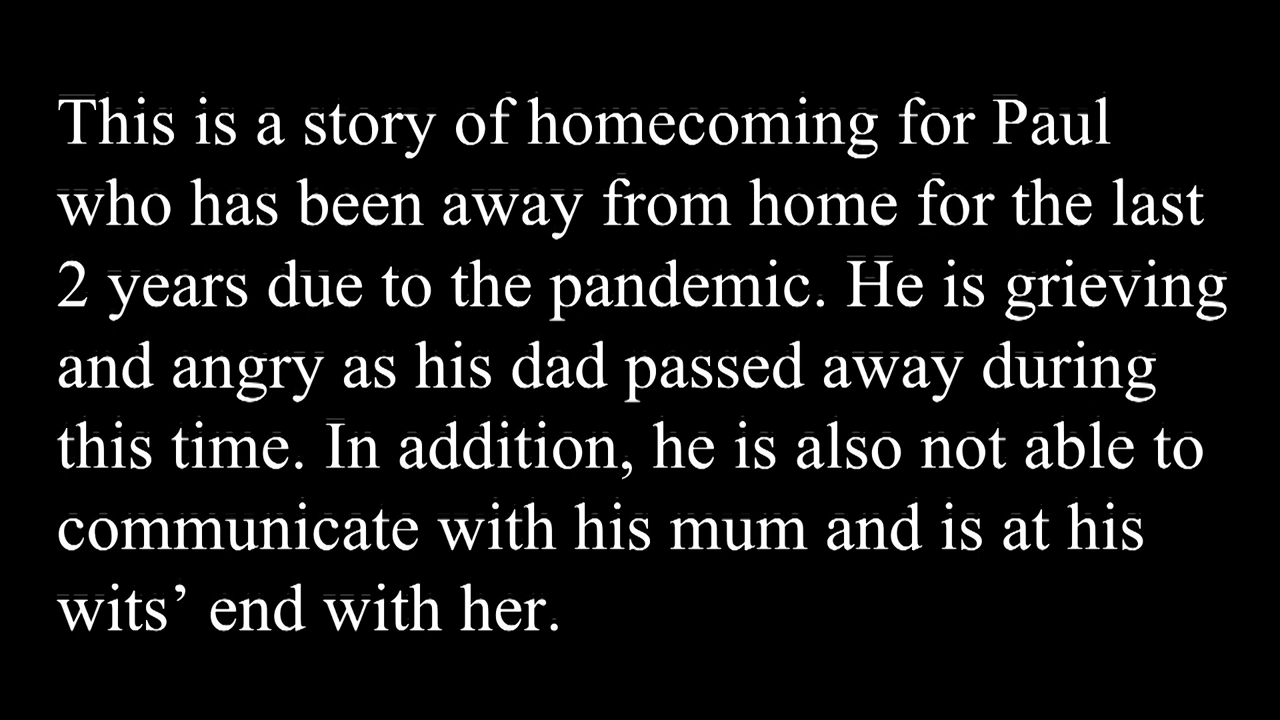 This is a story of homecoming for Paul
who has been away from home for the last
2 years due to the pandemic. He is grieving
and angry as his dad passed away during
this time. In addition, he is also not able to
communicate with his mum and is at his
wits’ end with her.